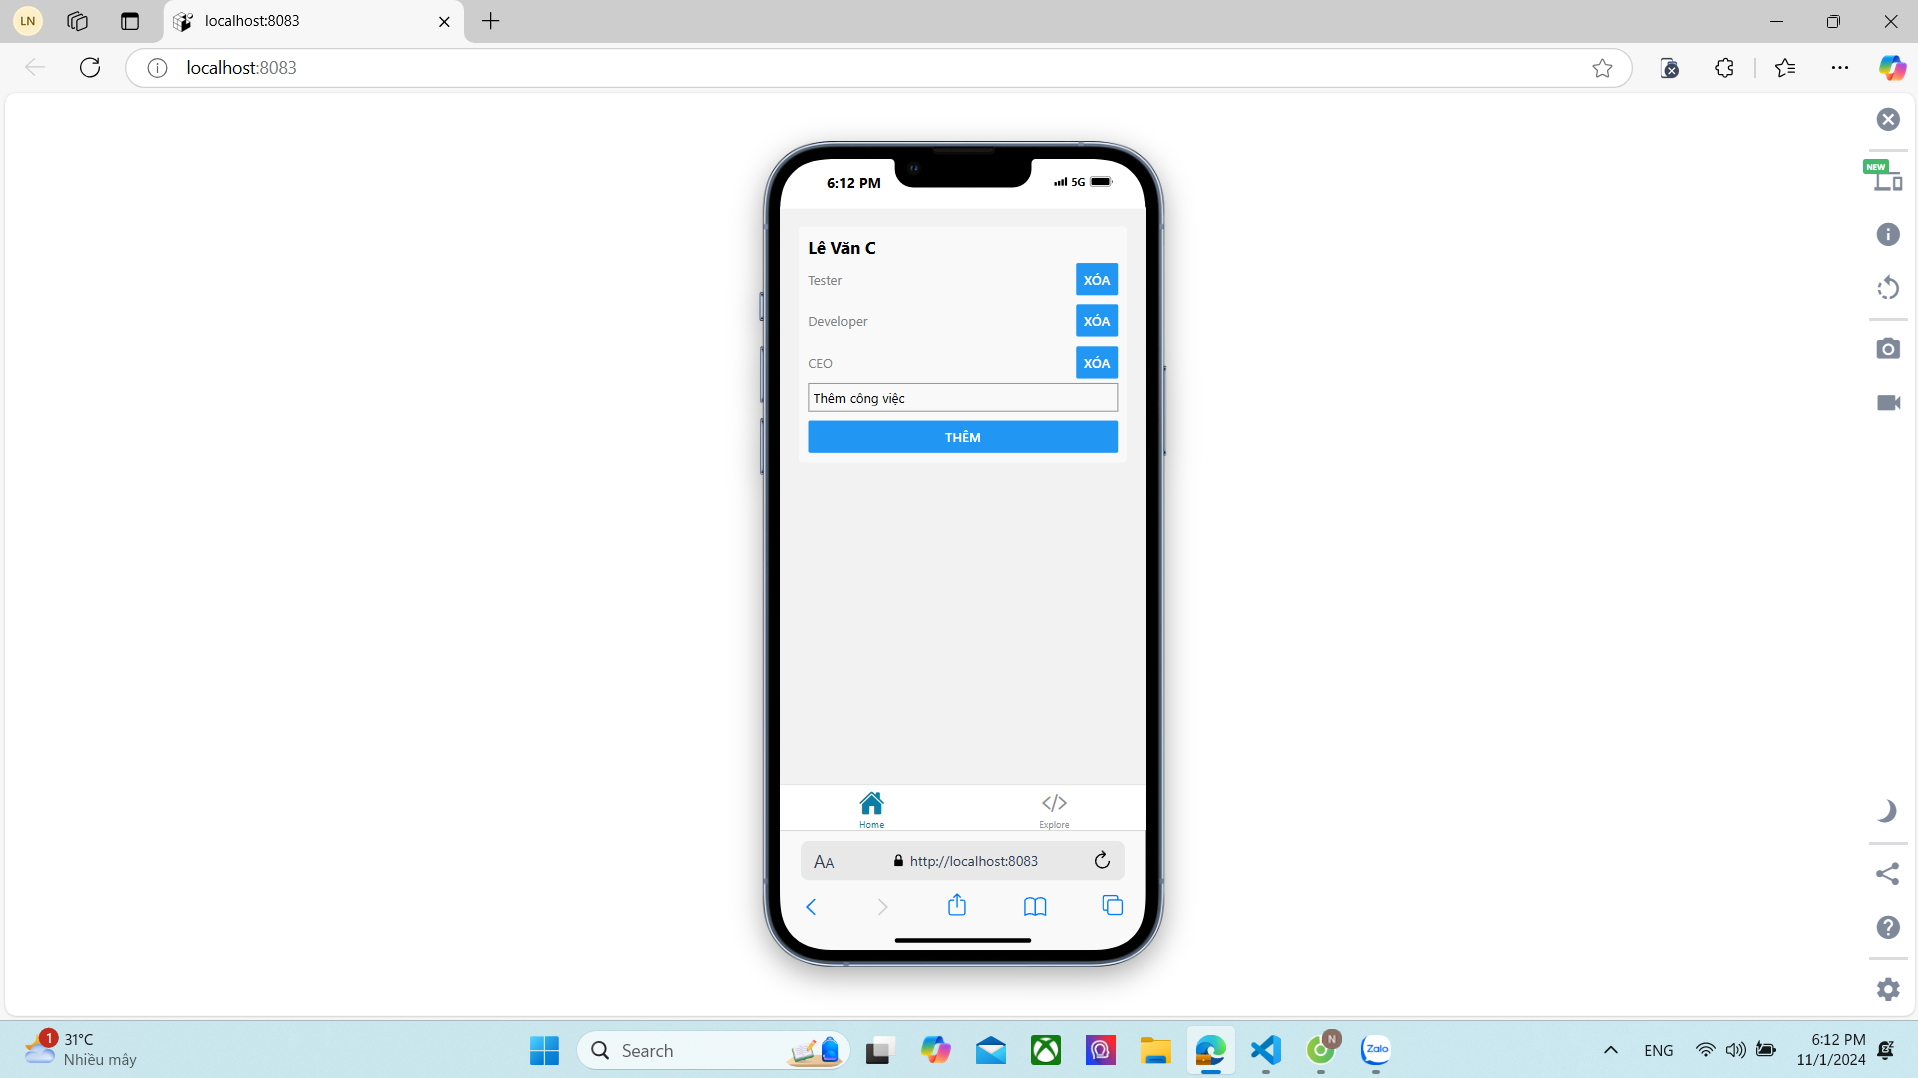 LN
localhost:8083
localhost:8083
NEW
6:12 PM
5G
Lê Văn C
Tester
XÓA
Developer
XÓA
CEO
XÓA
Thêm công việc
THÊM
Home
Explore
AA
http://localhost:8083
1
31°C
Nhiều mây
Search
N
Zalo
ENG
6:12 PM
11/1/2024